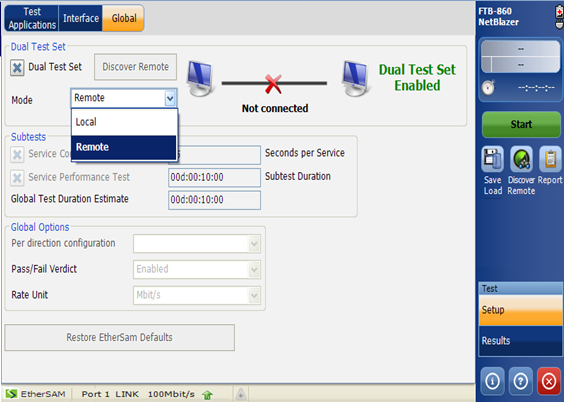 Test Applications
Interface
Global
FTB-860
NetBlazer
Dual Test Set
Dual Test Set
Discover Remote
Dual Test Set
Enabled
Mode
Remote
Not connected
Local
Remote
--
--
--:--:--
Start
Save
Load
Discover
Remote
Report
Subtests
Seconds per Service
Service Performance Test
00d:00:10:00
Subtest Duration
Global Test Duration Estimate
00d:00:10:00
Global Options
Per direction configuration
Pass/Fail Verdict
Enabled
Rate Unit
Mbit/s
Restore EtherSam Defaults
Test
Setup
Results
EtherSAM
Port 1 LINK
100Mbit/s